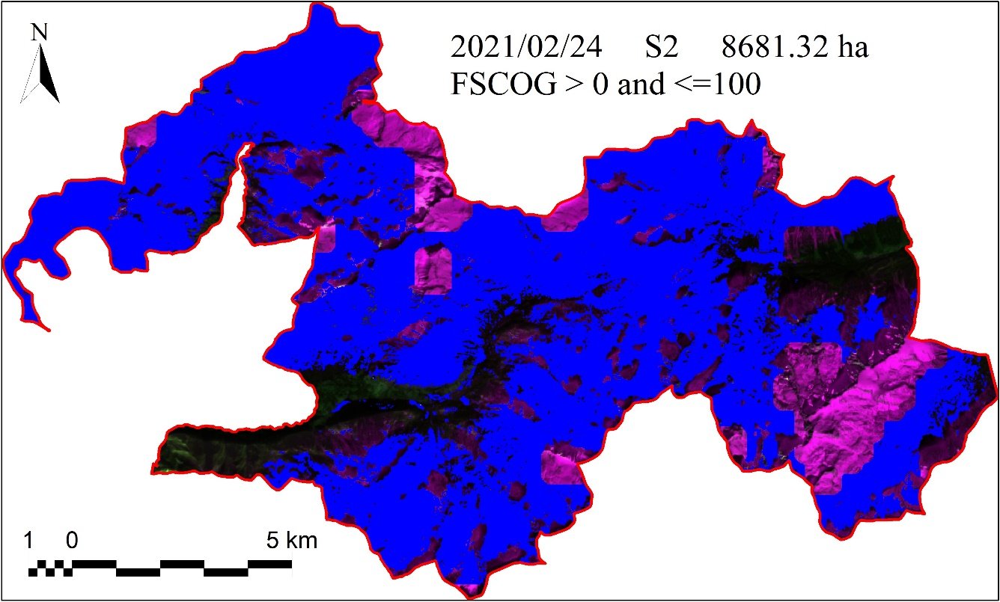 N
2021/02/24 S2 8681.32 ha
FSCOG > 0 and <=100
1 0 5 km